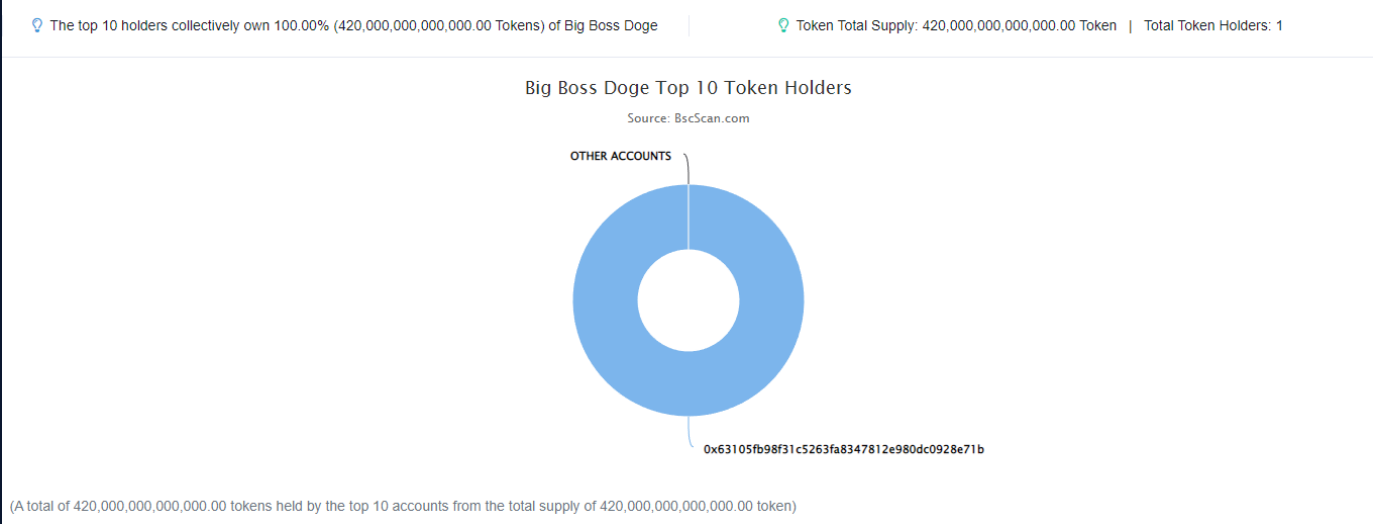 The top 10 holders collectively own 100.00% (420,000,000,000,000.00 Tokens) of Big Boss Doge
Token Total Supply: 420,000,000,000,000.00 Token | Total Token Holders: 1
Big Boss Doge Top 10 Token Holders
Source: BscScan.com
OTHER ACCOUNTS
0x63105fb98f31c5263fa8347812e980dc0928e71b
(A total of 420,000,000,000,000.00 tokens held by the top 10 accounts from the total supply of 420,000,000,000,000.00 token)